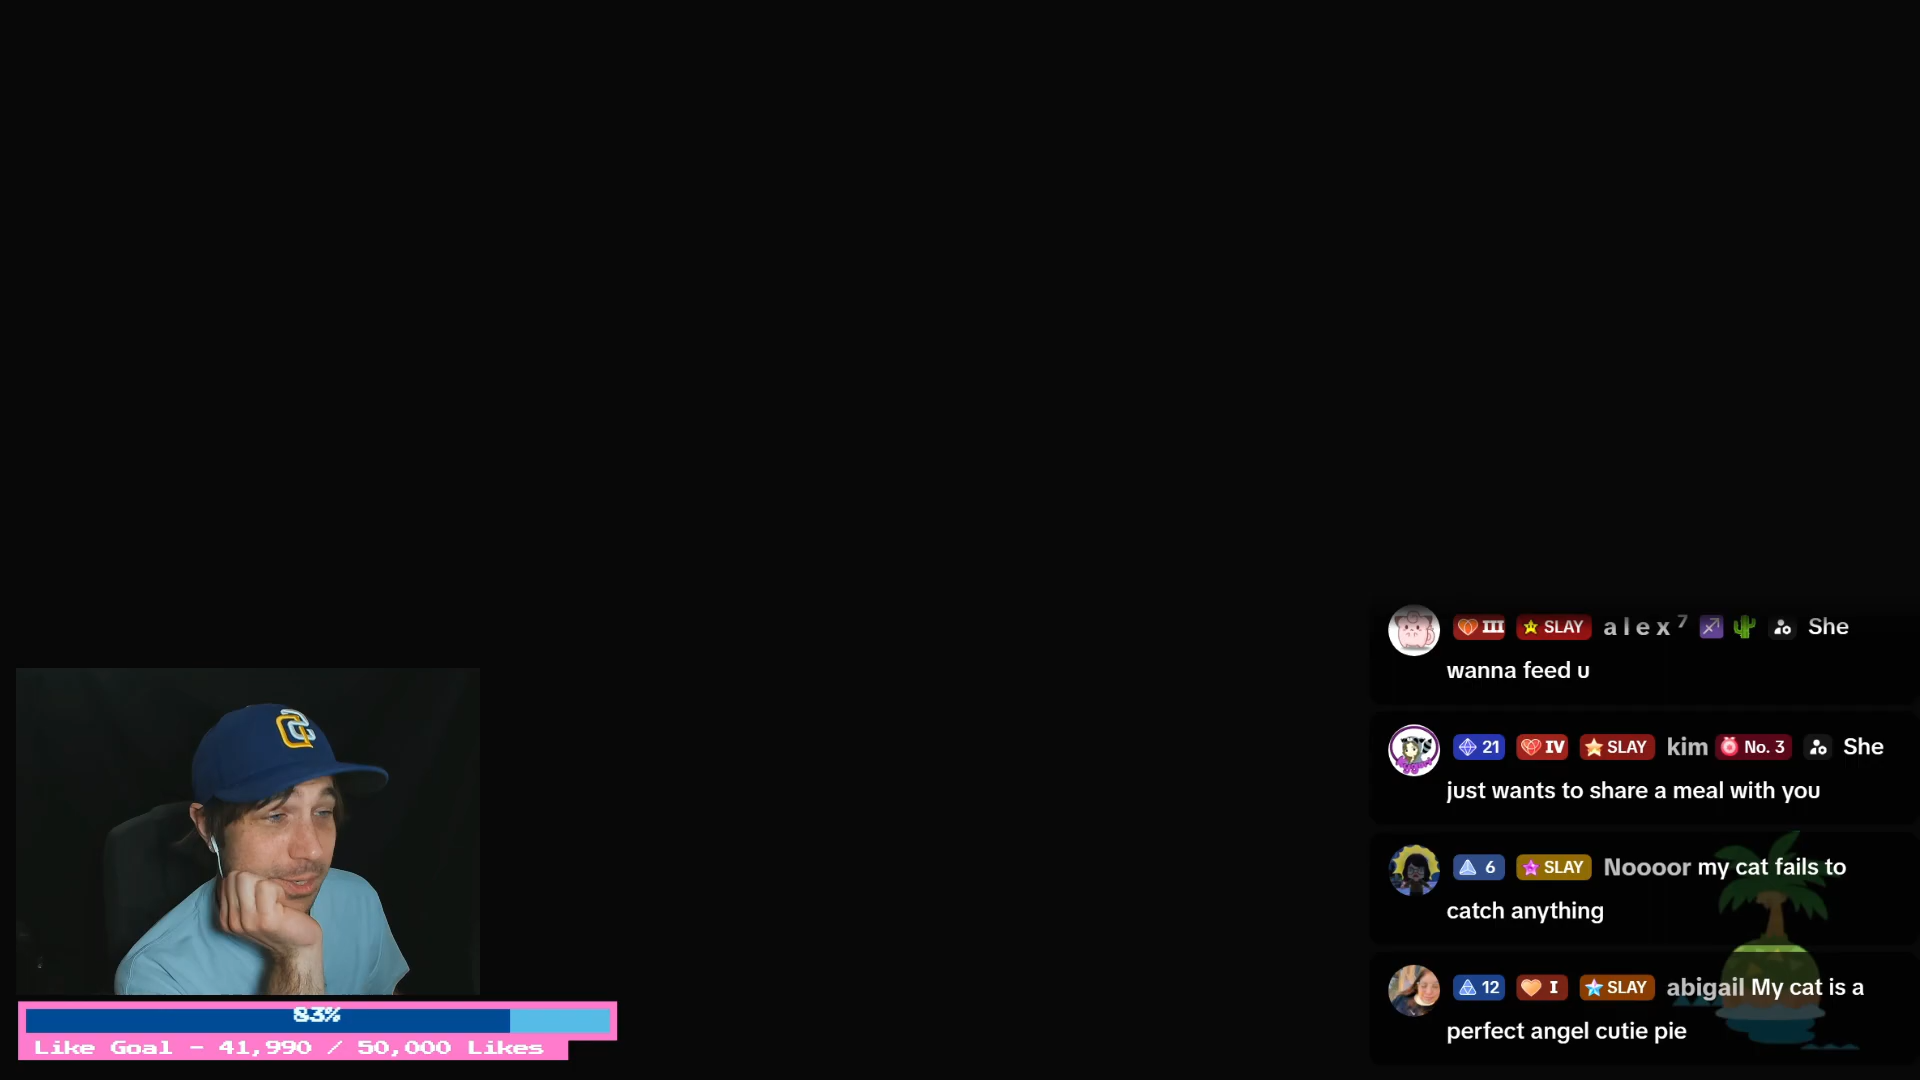 III SLAY a l e x ⁷ She
wanna feed u
21 IV SLAY kim No. 3 She
just wants to share a meal with you
6 SLAY Noooor my cat fails to
catch anything
12 I SLAY abigail My cat is a
perfect angel cutie pie
83%
Like Goal - 41,990 / 50,000 Likes